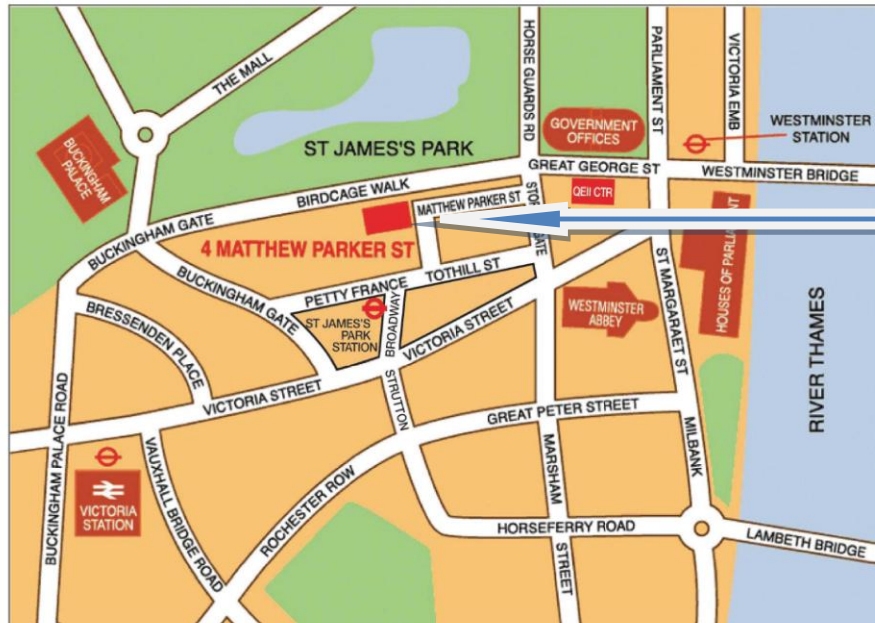 THE MALL
HORSE GUARDS RD
PARLIAMENT ST
VICTORIA EMB
WESTMINSTER
STATION
BUCKINGHAM
PALACE
ST JAMES'S PARK
GOVERNMENT
OFFICES
GREAT GEORGE ST
WESTMINSTER BRIDGE
BIRDCAGE WALK
QEII CTR
MATTHEW PARKER ST
BUCKINGHAM GATE
4 MATTHEW PARKER ST
HOUSES OF PARLIAMENT
BUCKINGHAM GATE
PETTY FRANCE
TOTHILL ST
ST MARGARAET ST
BRESSENDEN PLACE
ST JAMES'S
PARK
STATION
BROADWAY
VICTORIA STREET
WESTMINSTER
ABBEY
RIVER THAMES
VICTORIA STREET
STRUTTON
GREAT PETER STREET
BUCKINGHAM PALACE ROAD
VAUXHALL BRIDGE ROAD
ROCHESTER ROW
MARSHAM
STREET
MILBANK
VICTORIA
STATION
HORSEFERRY ROAD
LAMBETH BRIDGE